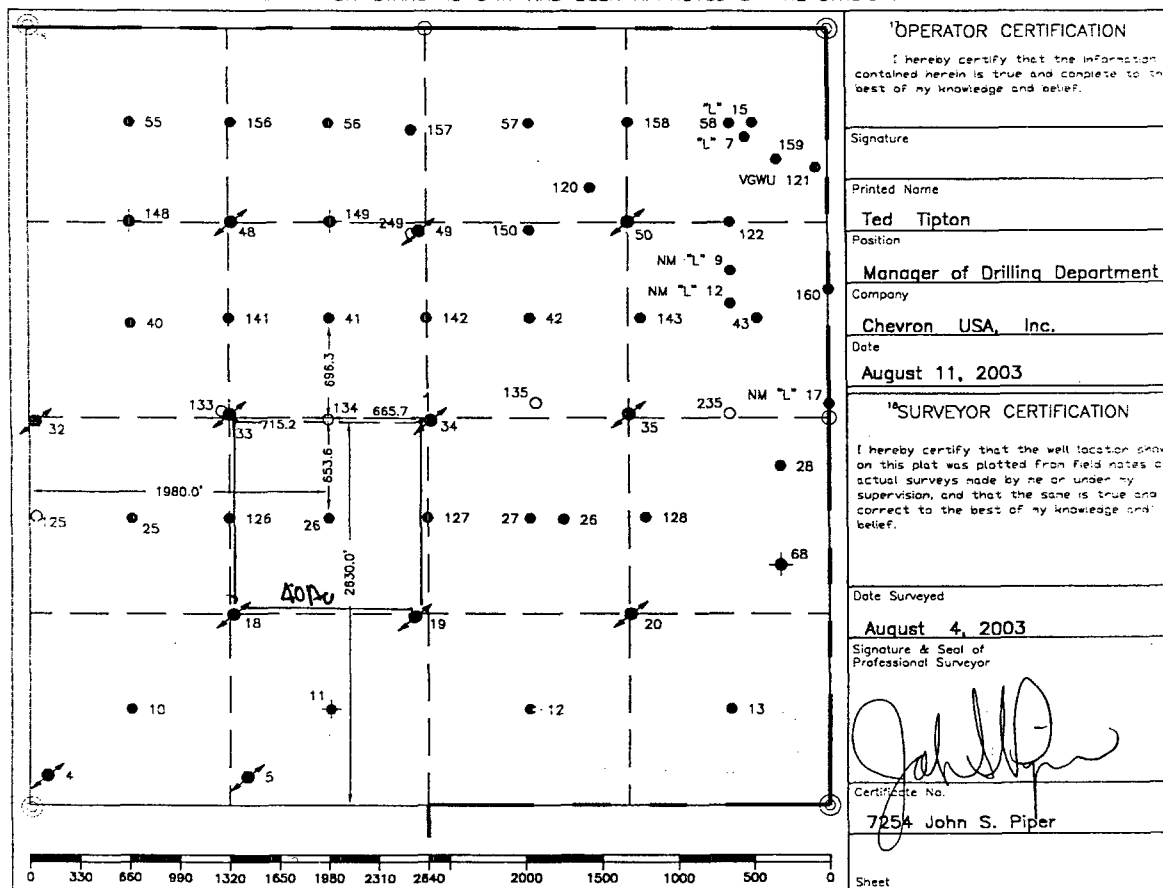 ¹⁷OPERATOR CERTIFICATION
I hereby certify that the information
contained herein is true and complete to the
best of my knowledge and belief.
Signature
Printed Name
Ted Tipton
Position
Manager of Drilling Department
Company
Chevron USA, Inc.
Date
August 11, 2003
¹⁸SURVEYOR CERTIFICATION
I hereby certify that the well location show
on this plat was plotted from field notes o
actual surveys made by me or under my
supervision, and that the same is true and
correct to the best of my knowledge and
belief.
Date Surveyed
August 4, 2003
Signature & Seal of
Professional Surveyor
Certificate No.
7254 John S. Piper
Sheet
"L" 15
55 156 56 157 57 158 58
"L" 7
159
VGWU 121
120
148 149
48 249 49 150 50 122
NM "L" 9
NM "L" 12
160
40 141 41 142 42 143 43
696.3
NM "L" 17
133 134 135 235
665.7
32 33 715.2 34 35
653.6
28
1980.0'
125 25 126 26 127 27 26 128
2830.0'
68
40Ac
18 19 20
10 11 12 13
4 5
0 330 660 990 1320 1650 1980 2310 2640 2000 1500 1000 500 0